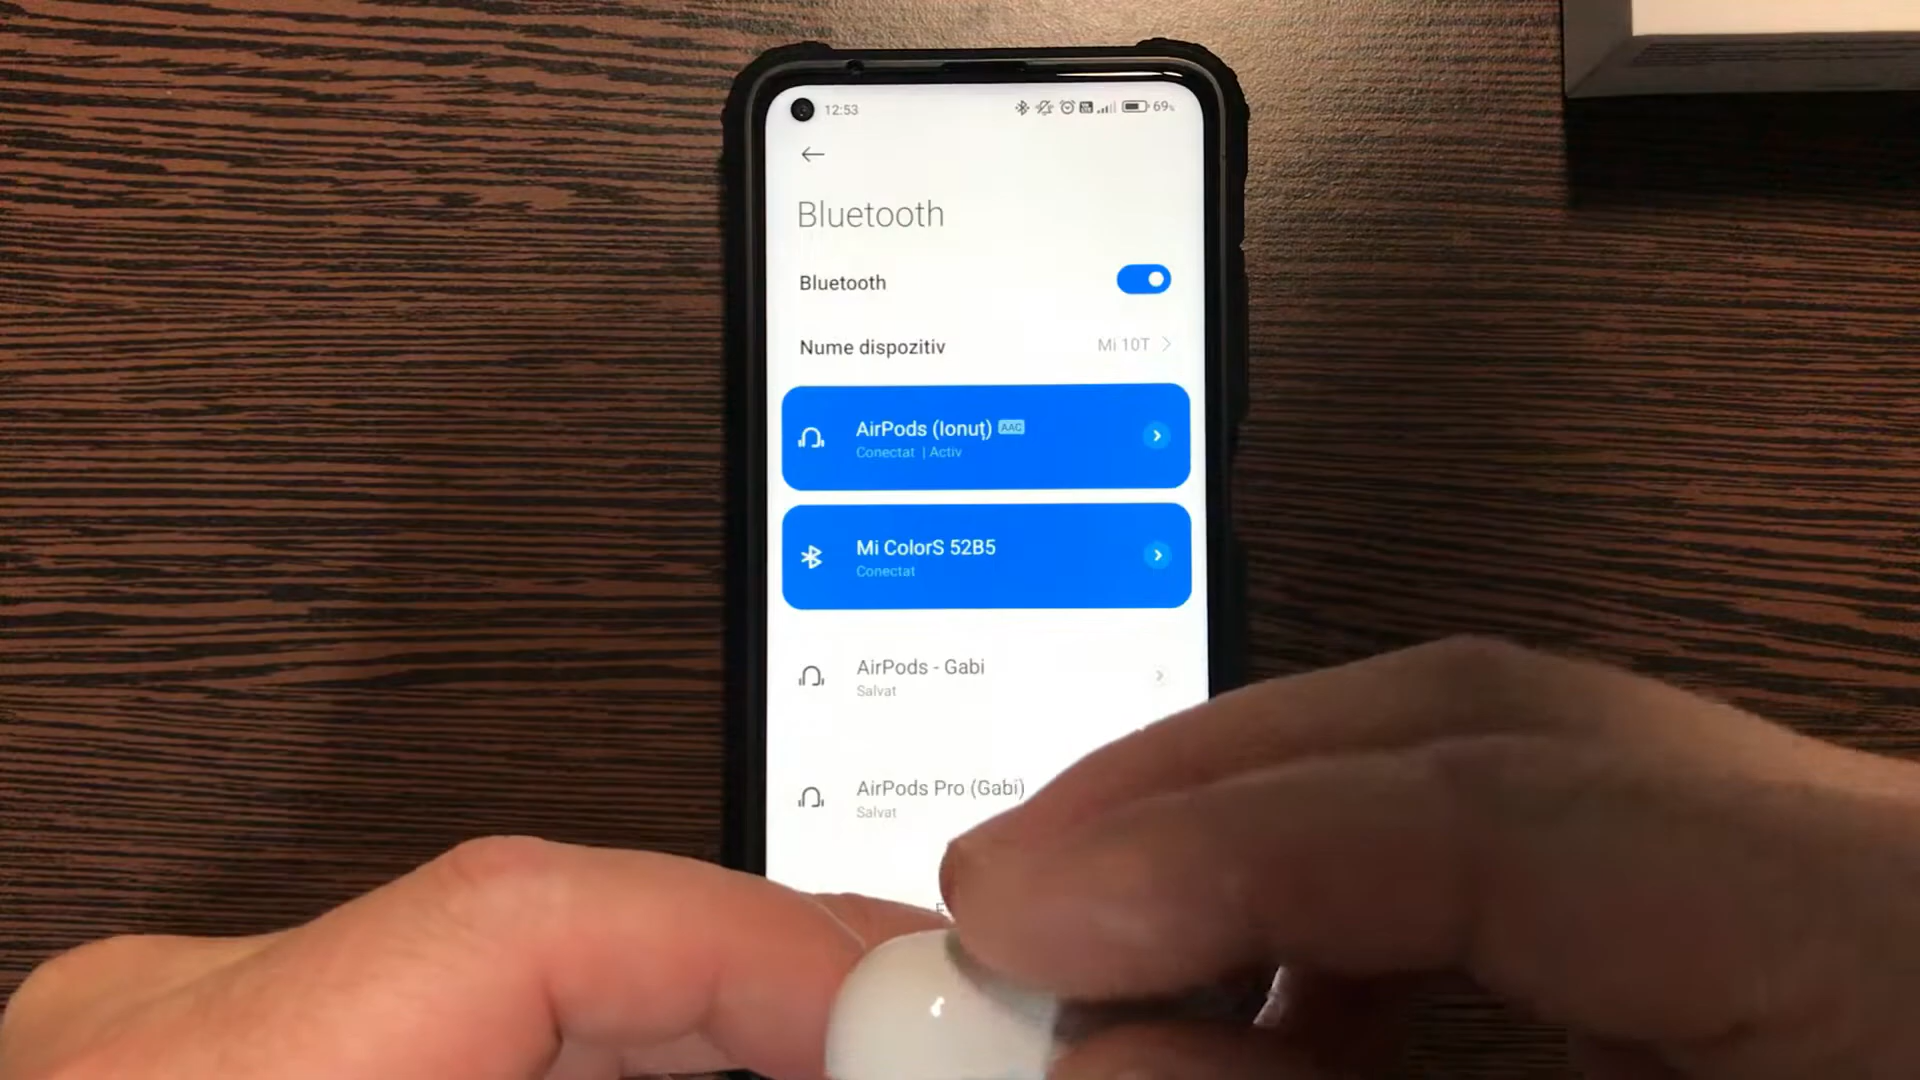 12:53
69%
Bluetooth
Bluetooth
Nume dispozitiv
Mi 10T
AirPods (Ionuț) AAC
Conectat | Activ
Mi ColorS 52B5
Conectat
AirPods - Gabi
Salvat
AirPods Pro (Gabi)
Salvat